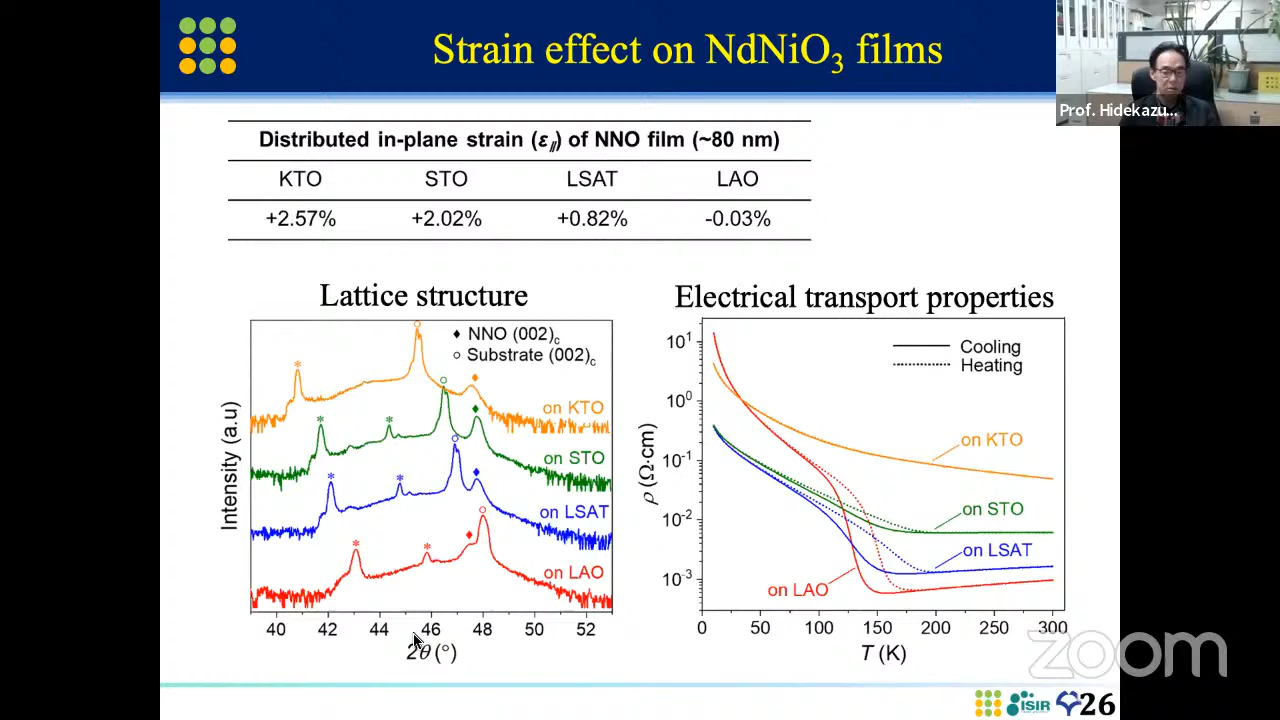 Strain effect on NdNiO3 films
Prof. Hidekazu...
Distributed in-plane strain (ε//) of NNO film (~80 nm)
KTO STO LSAT LAO
+2.57% +2.02% +0.82% -0.03%
Lattice structure
♦ NNO (002)c
○ Substrate (002)c
on KTO
on STO
on LSAT
on LAO
Intensity (a.u)
40 42 44 46 48 50 52
2θ (°)
Electrical transport properties
Cooling
Heating
on KTO
on STO
on LSAT
on LAO
10^1
10^0
10^-1
10^-2
10^-3
ρ (Ω·cm)
0 50 100 150 200 250 300
T (K)
zoom
ISIR
26